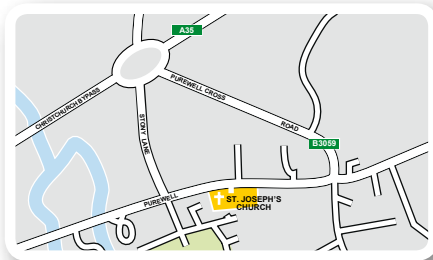 A35
CHRISTCHURCH BYPASS
PUREWELL CROSS
ROAD
STONY LANE
B3059
PUREWELL
ST. JOSEPH'S
CHURCH